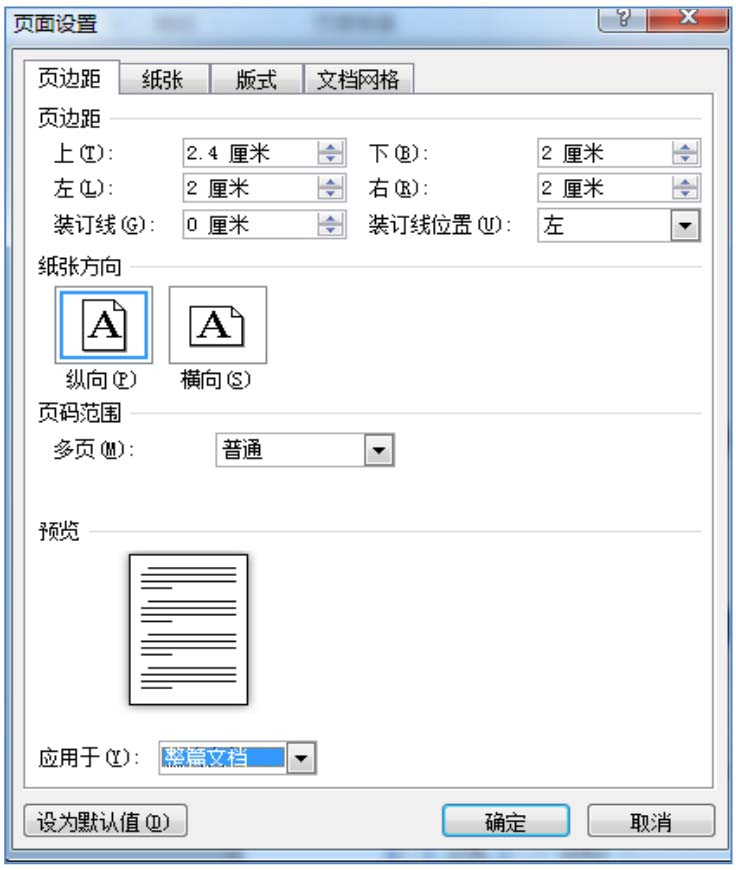 页面设置
页边距 纸张 版式 文档网格
页边距
上(T): 2.4 厘米 下(B): 2 厘米
左(L): 2 厘米 右(R): 2 厘米
装订线(G): 0 厘米 装订线位置(U): 左
纸张方向
A A
纵向(P) 横向(S)
页码范围
多页(M): 普通
预览
应用于(Y): 整篇文档
设为默认值(D) 确定 取消